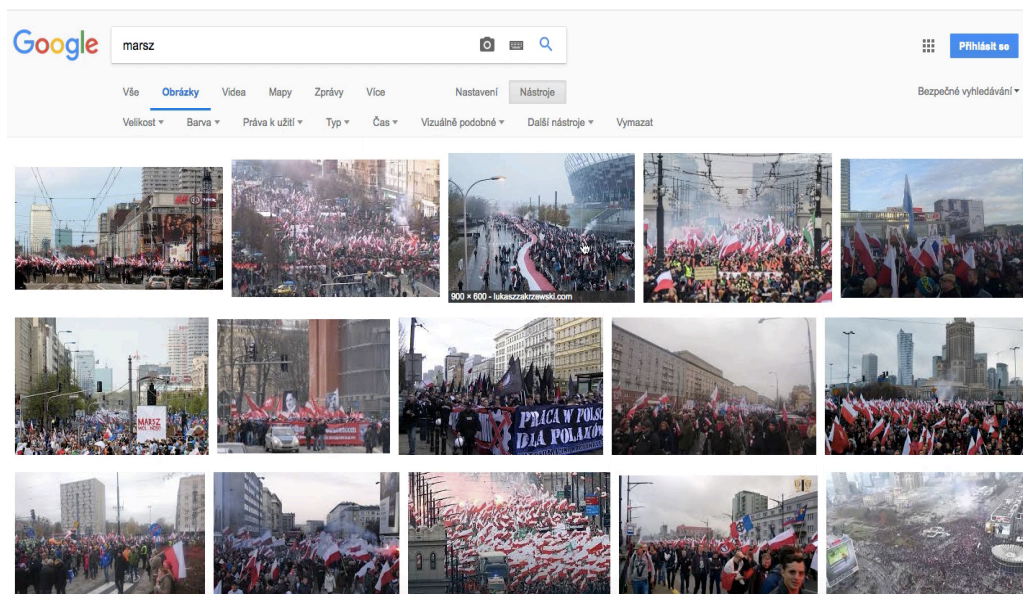 Google
marsz
Přihlásit se
Vše Obrázky Videa Mapy Zprávy Více Nastavení Nástroje
Bezpečné vyhledávání
Velikost Barva Práva k užití Typ Čas Vizuálně podobné Další nástroje Vymazat
900 × 600 - lukaszzakrzewski.com
MARSZ
PRACA W POLSC
DLA POLAKÓW